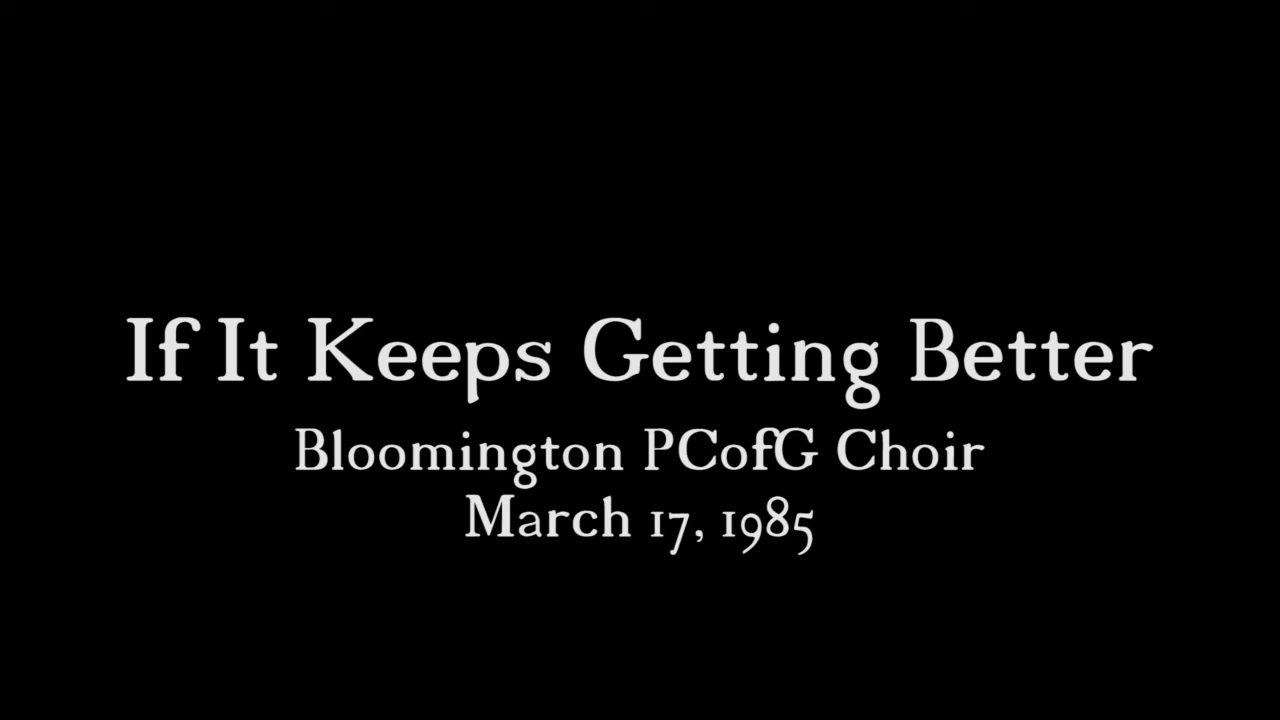 If It Keeps Getting Better
Bloomington PCofG Choir
March 17, 1985